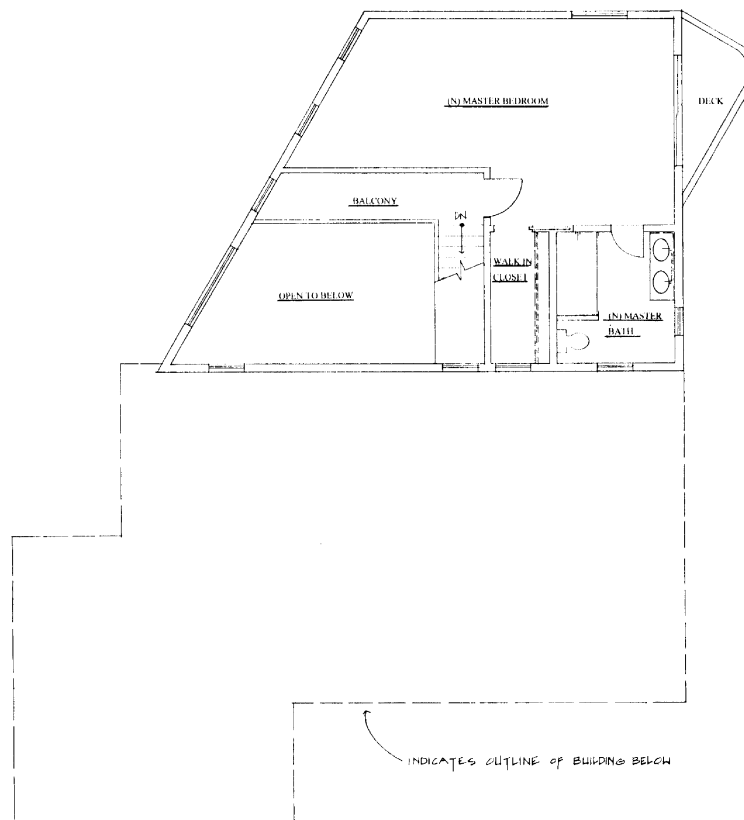 (N) MASTER BEDROOM
DECK
BALCONY
DN
WALK IN
CLOSET
OPEN TO BELOW
(N) MASTER
BATH
INDICATES OUTLINE OF BUILDING BELOW